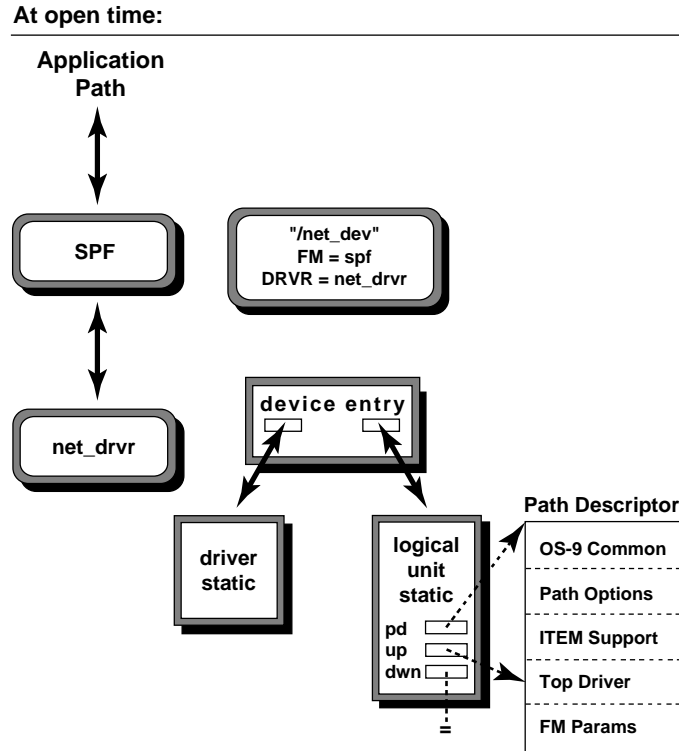 At open time:
Application
Path
SPF
"/net_dev"
FM = spf
DRVR = net_drvr
device entry
net_drvr
driver
static
logical
unit
static
pd
up
dwn
=
Path Descriptor
OS-9 Common
Path Options
ITEM Support
Top Driver
FM Params